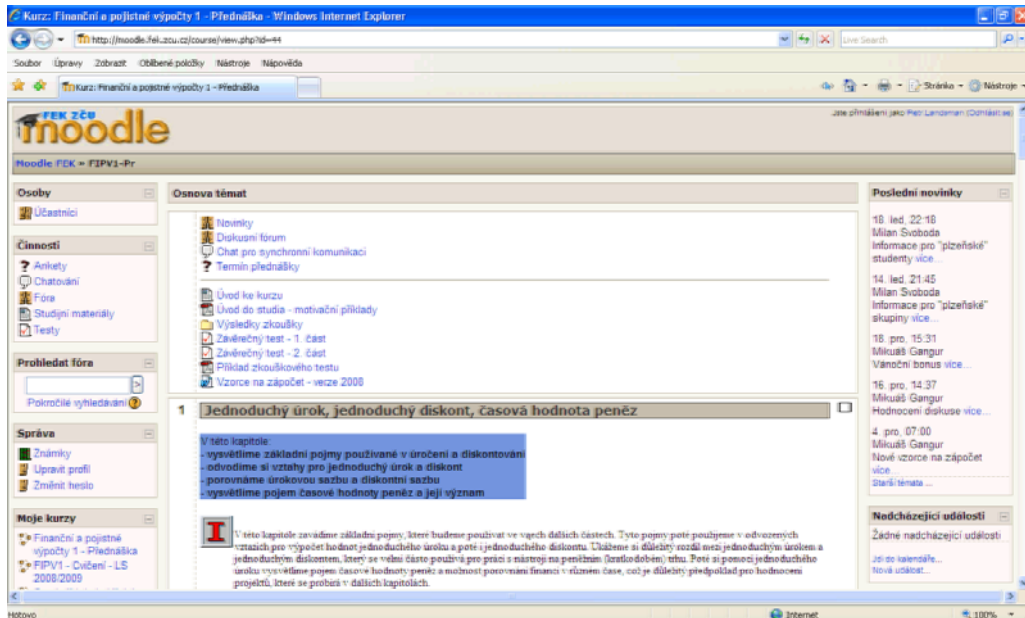 Kurz: Finanční a pojistné výpočty 1 - Přednáška - Windows Internet Explorer
http://moodle.fek.zcu.cz/course/view.php?id=44
Live Search
Soubor Úpravy Zobrazit Oblíbené položky Nástroje Nápověda
Kurz: Finanční a pojistné výpočty 1 - Přednáška
Stránka
Nástroje
FEK ZČU
moodle
Jste přihlášeni jako Petr (Odhlásit se)
Moodle FEK » FIPV1-Pr
Osoby
Účastníci
Činnosti
Ankety
Chatování
Fóra
Studijní materiály
Testy
Prohledat fóra
>
Pokročilé vyhledávání
Správa
Známky
Upravit profil
Změnit heslo
Moje kurzy
Finanční a pojistné
výpočty 1 - Přednáška
FIPV1 - Cvičení - LS
2008/2009
Osnova témat
Novinky
Diskusní fórum
Chat pro synchronní komunikaci
Termín přednášky
Úvod ke kurzu
Úvod do studia - motivační příklady
Výsledky zkoušky
Závěrečný test - 1. část
Závěrečný test - 2. část
Příklad zkouškového testu
Vzorce na zápočet - verze 2008
1 Jednoduchý úrok, jednoduchý diskont, časová hodnota peněz
V této kapitole:
- vysvětlíme základní pojmy používané v úročení a diskontování
- odvodíme si vztahy pro jednoduchý úrok a diskont
- porovnáme úrokovou sazbu a diskontní sazbu
- vysvětlíme pojem časové hodnoty peněz a její význam
I V této kapitole zavádíme základní pojmy, které budeme používat ve všech dalších částech. Tyto pojmy poté použijeme v odvozených
vztazích pro výpočet hodnot jednoduchého úroku a poté i jednoduchého diskontu. Ukážeme si důležitý rozdíl mezi jednoduchým úrokem a
jednoduchým diskontem, který se velmi často používá pro práci s nástroji na peněžním (krátkodobém) trhu. Poté si pomocí jednoduchého
úroku vysvětlíme pojem časové hodnoty peněz a možnost porovnání financí v různém čase, což je důležitý předpoklad pro hodnocení
projektů, které se probírá v dalších kapitolách.
Poslední novinky
18. led, 22:18
Milan Svoboda
Informace pro "plzeňské"
studenty více...
14. led, 21:45
Milan Svoboda
Informace pro "plzeňské"
skupiny více...
18. pro, 15:31
Mikuláš Gangur
Vánoční bonus více...
16. pro, 14:37
Mikuláš Gangur
Hodnocení diskuse více...
4. pro, 07:00
Mikuláš Gangur
Nové vzorce na zápočet
více...
Starší témata ...
Nadcházející události
Žádné nadcházející události
Jdi do kalendáře...
Nová událost...
Hotovo
Internet
100%